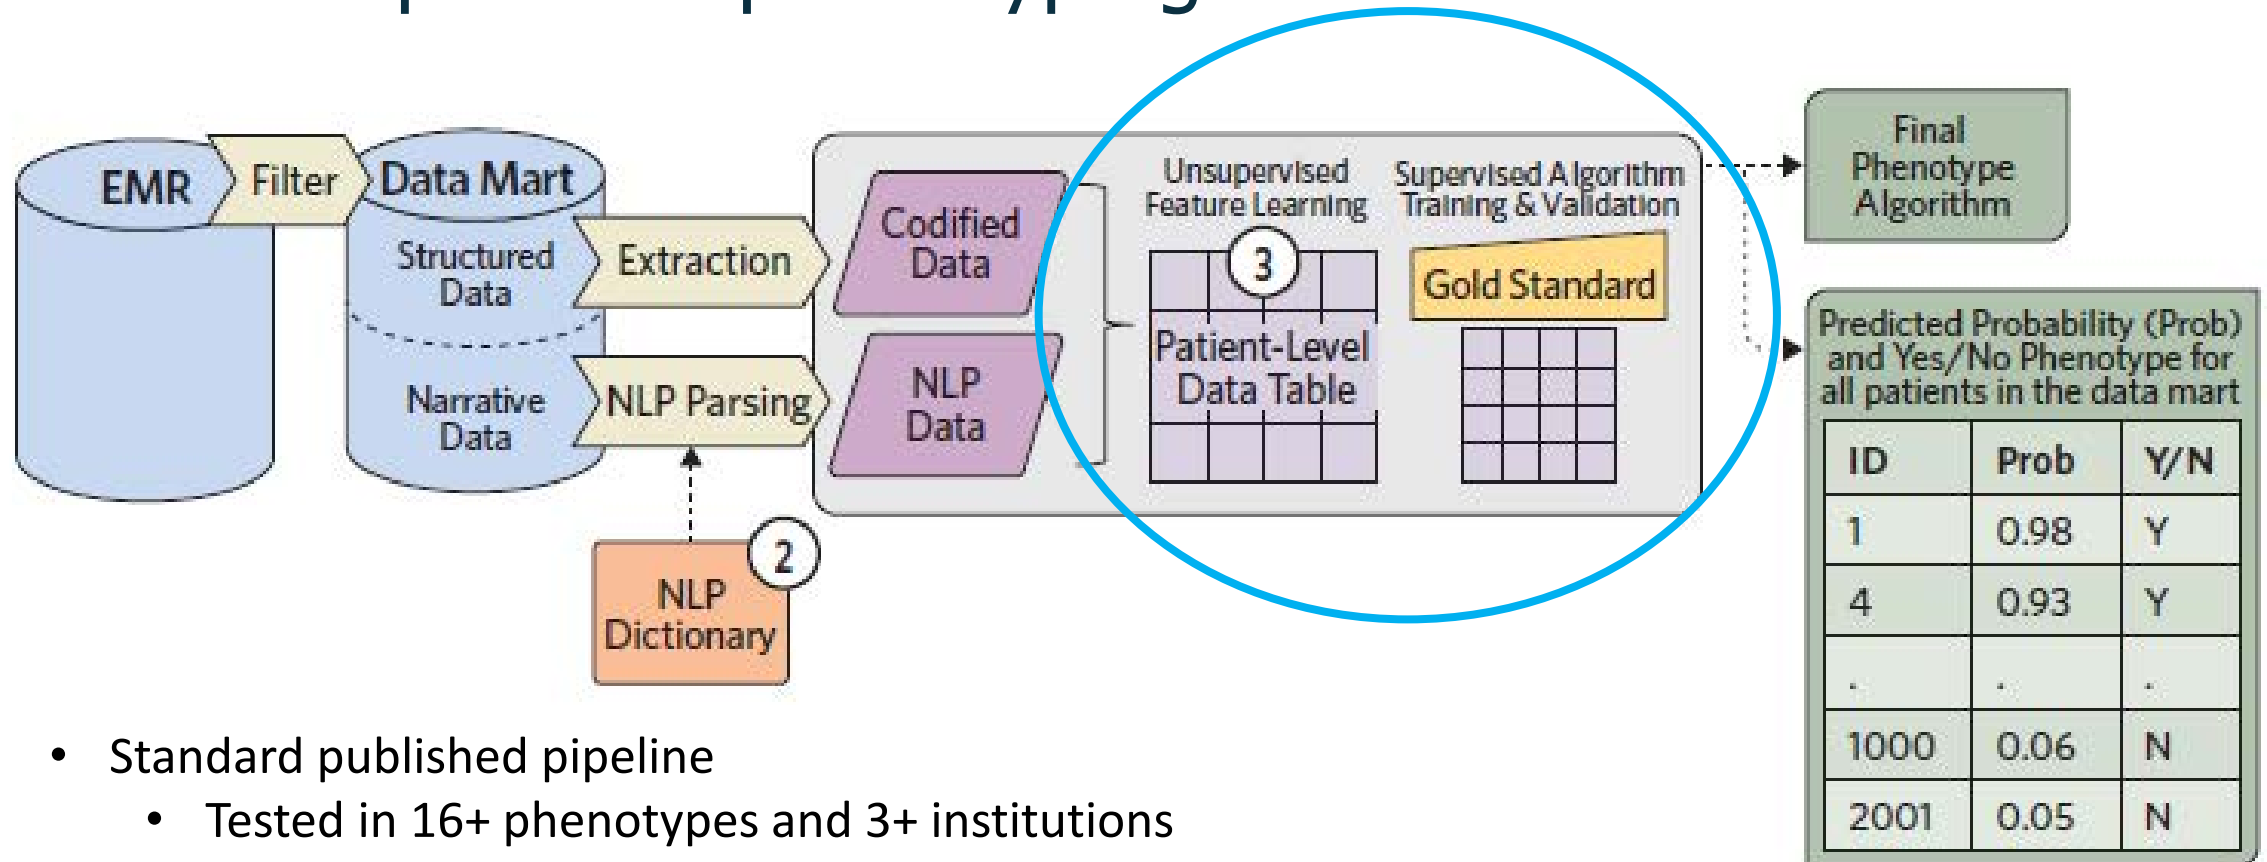 EMR
Filter
Data Mart
Structured
Data
Narrative
Data
Extraction
NLP Parsing
NLP
Dictionary
2
Codified
Data
NLP
Data
Unsupervised
Feature Learning
3
Patient-Level
Data Table
Supervised Algorithm
Training & Validation
Gold Standard
Final
Phenotype
Algorithm
Predicted Probability (Prob)
and Yes/No Phenotype for
all patients in the data mart
ID Prob Y/N
1 0.98 Y
4 0.93 Y
. . .
1000 0.06 N
2001 0.05 N
• Standard published pipeline
• Tested in 16+ phenotypes and 3+ institutions